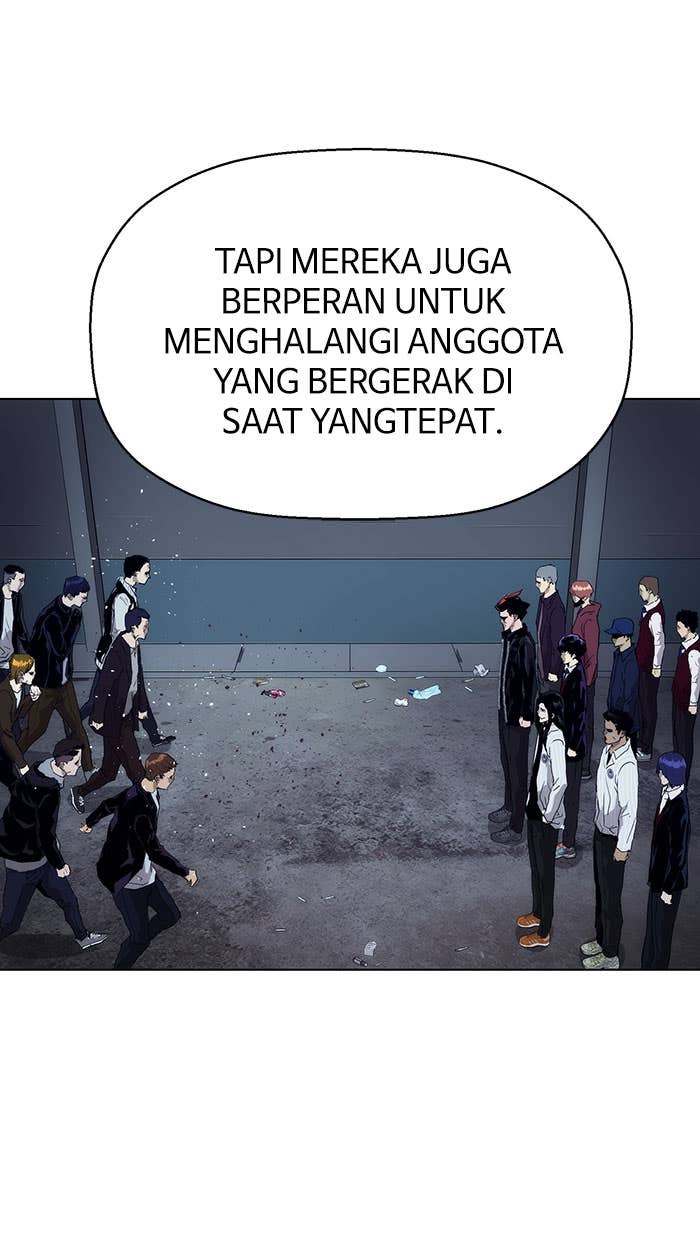 TAPI MEREKA JUGA
BERPERAN UNTUK
MENGHALANGI ANGGOTA
YANG BERGERAK DI
SAAT YANGTEPAT.